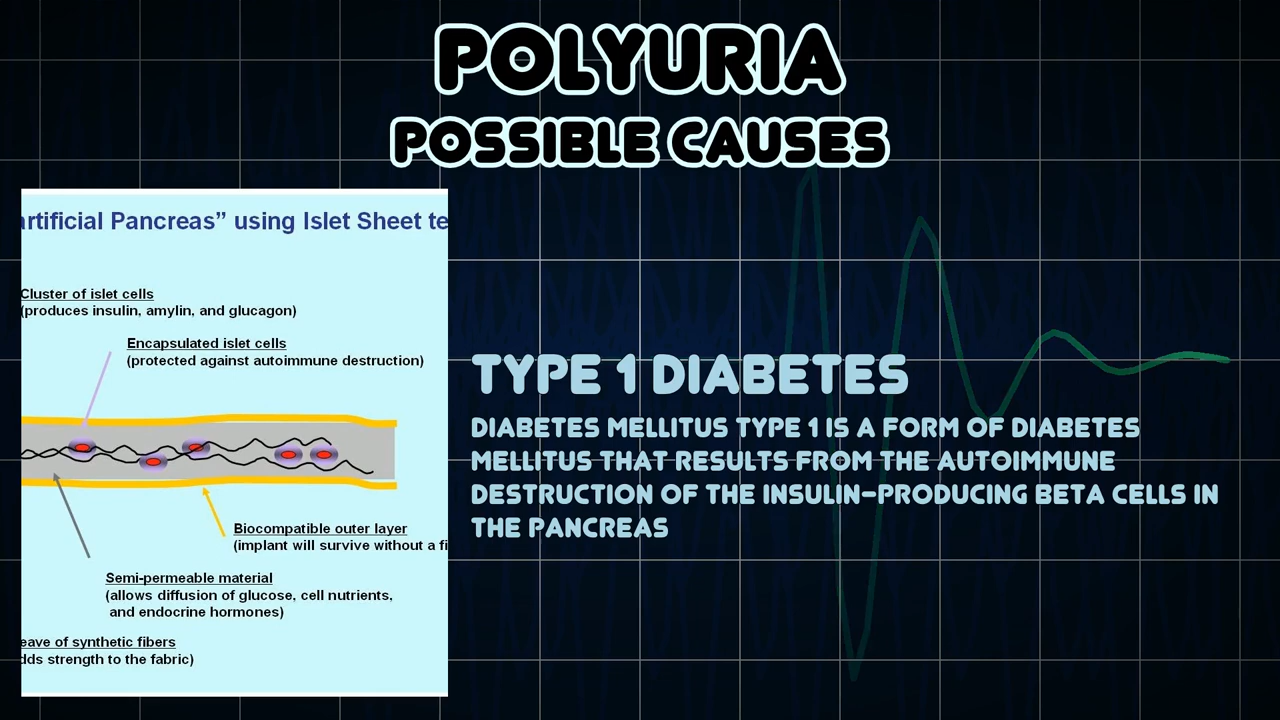 POLYURIA
POSSIBLE CAUSES
artificial Pancreas” using Islet Sheet te
Cluster of islet cells
(produces insulin, amylin, and glucagon)
Encapsulated islet cells
(protected against autoimmune destruction)
Biocompatible outer layer
(implant will survive without a fi
Semi-permeable material
(allows diffusion of glucose, cell nutrients,
and endocrine hormones)
eave of synthetic fibers
dds strength to the fabric)
TYPE 1 DIABETES
DIABETES MELLITUS TYPE 1 IS A FORM OF DIABETES
MELLITUS THAT RESULTS FROM THE AUTOIMMUNE
DESTRUCTION OF THE INSULIN-PRODUCING BETA CELLS IN
THE PANCREAS